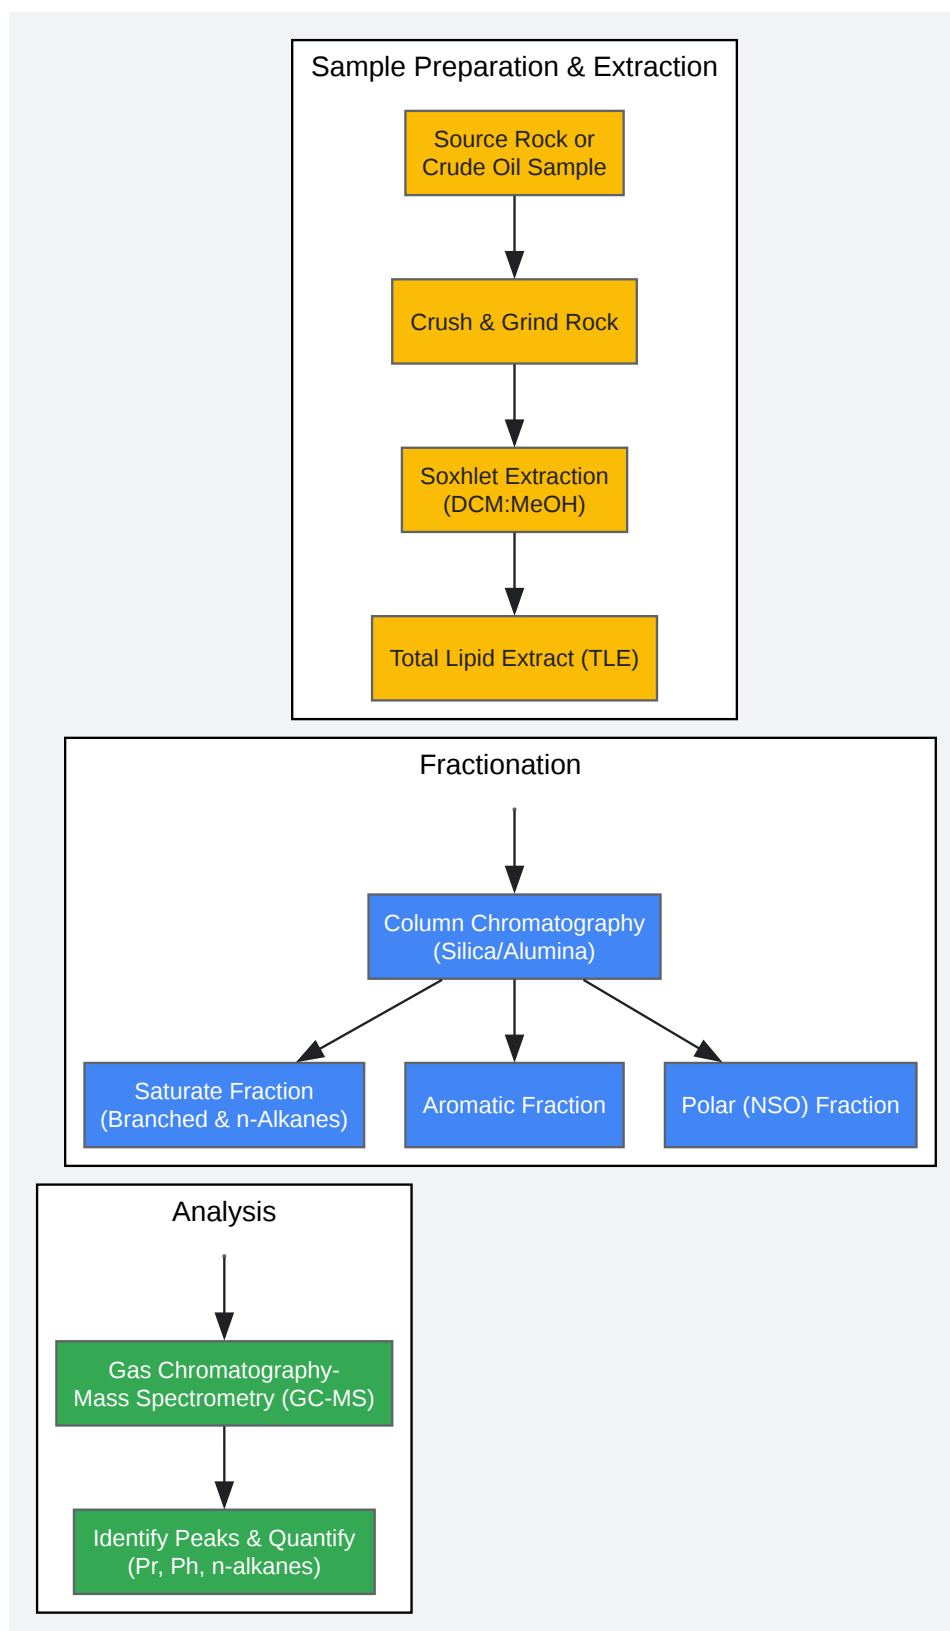 Sample Preparation & Extraction
Source Rock or
Crude Oil Sample
Crush & Grind Rock
Soxhlet Extraction
(DCM:MeOH)
Total Lipid Extract (TLE)
Fractionation
Column Chromatography
(Silica/Alumina)
Saturate Fraction
(Branched & n-Alkanes)
Aromatic Fraction
Polar (NSO) Fraction
Analysis
Gas Chromatography-
Mass Spectrometry (GC-MS)
Identify Peaks & Quantify
(Pr, Ph, n-alkanes)